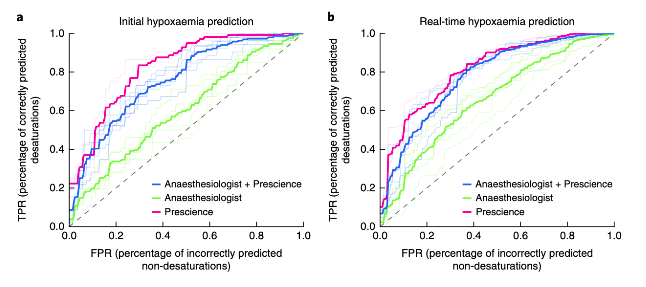 a
Initial hypoxaemia prediction
1.0
0.8
0.6
0.4
0.2
0.0
TPR (percentage of correctly predicted
desaturations)
Anaesthesiologist + Prescience
Anaesthesiologist
Prescience
0.0 0.2 0.4 0.6 0.8 1.0
FPR (percentage of incorrectly predicted
non-desaturations)
b
Real-time hypoxaemia prediction
1.0
0.8
0.6
0.4
0.2
0.0
TPR (percentage of correctly predicted
desaturations)
Anaesthesiologist + Prescience
Anaesthesiologist
Prescience
0.0 0.2 0.4 0.6 0.8 1.0
FPR (percentage of incorrectly predicted
non-desaturations)